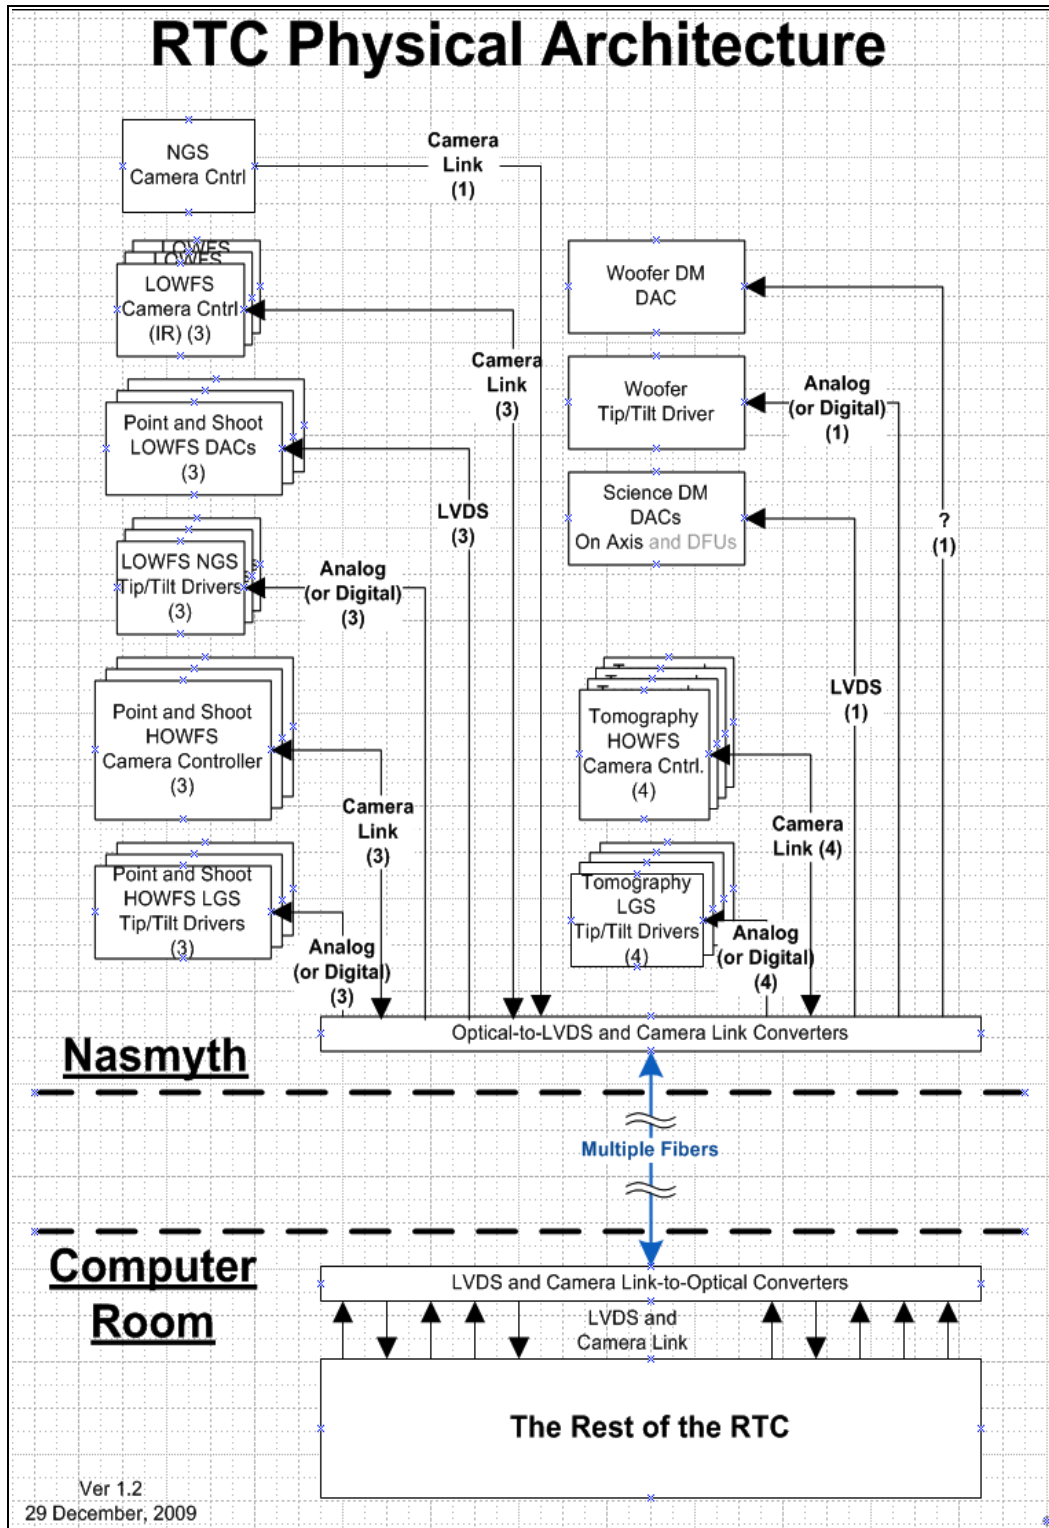 RTC Physical Architecture
NGS
Camera Cntrl
Camera
Link
(1)
LOWFS
LOWFS
LOWFS
Camera Cntrl
(IR) (3)
Camera
Link
(3)
Point and Shoot
LOWFS DACs
(3)
LVDS
(3)
LOWFS NGS
Tip/Tilt Drivers
(3)
Analog
(or Digital)
(3)
Point and Shoot
HOWFS
Camera Controller
(3)
Camera
Link
(3)
Point and Shoot
HOWFS LGS
Tip/Tilt Drivers
(3)
Analog
(or Digital)
(3)
Woofer DM
DAC
?
(1)
Woofer
Tip/Tilt Driver
Analog
(or Digital)
(1)
Science DM
DACs
On Axis and DFUs
LVDS
(1)
Tomography
HOWFS
Camera Cntrl.
(4)
Camera
Link (4)
Tomography
LGS
Tip/Tilt Drivers
(4)
Analog
(or Digital)
(4)
Optical-to-LVDS and Camera Link Converters
Nasmyth
Multiple Fibers
Computer
Room
LVDS and Camera Link-to-Optical Converters
LVDS and
Camera Link
The Rest of the RTC
Ver 1.2
29 December, 2009